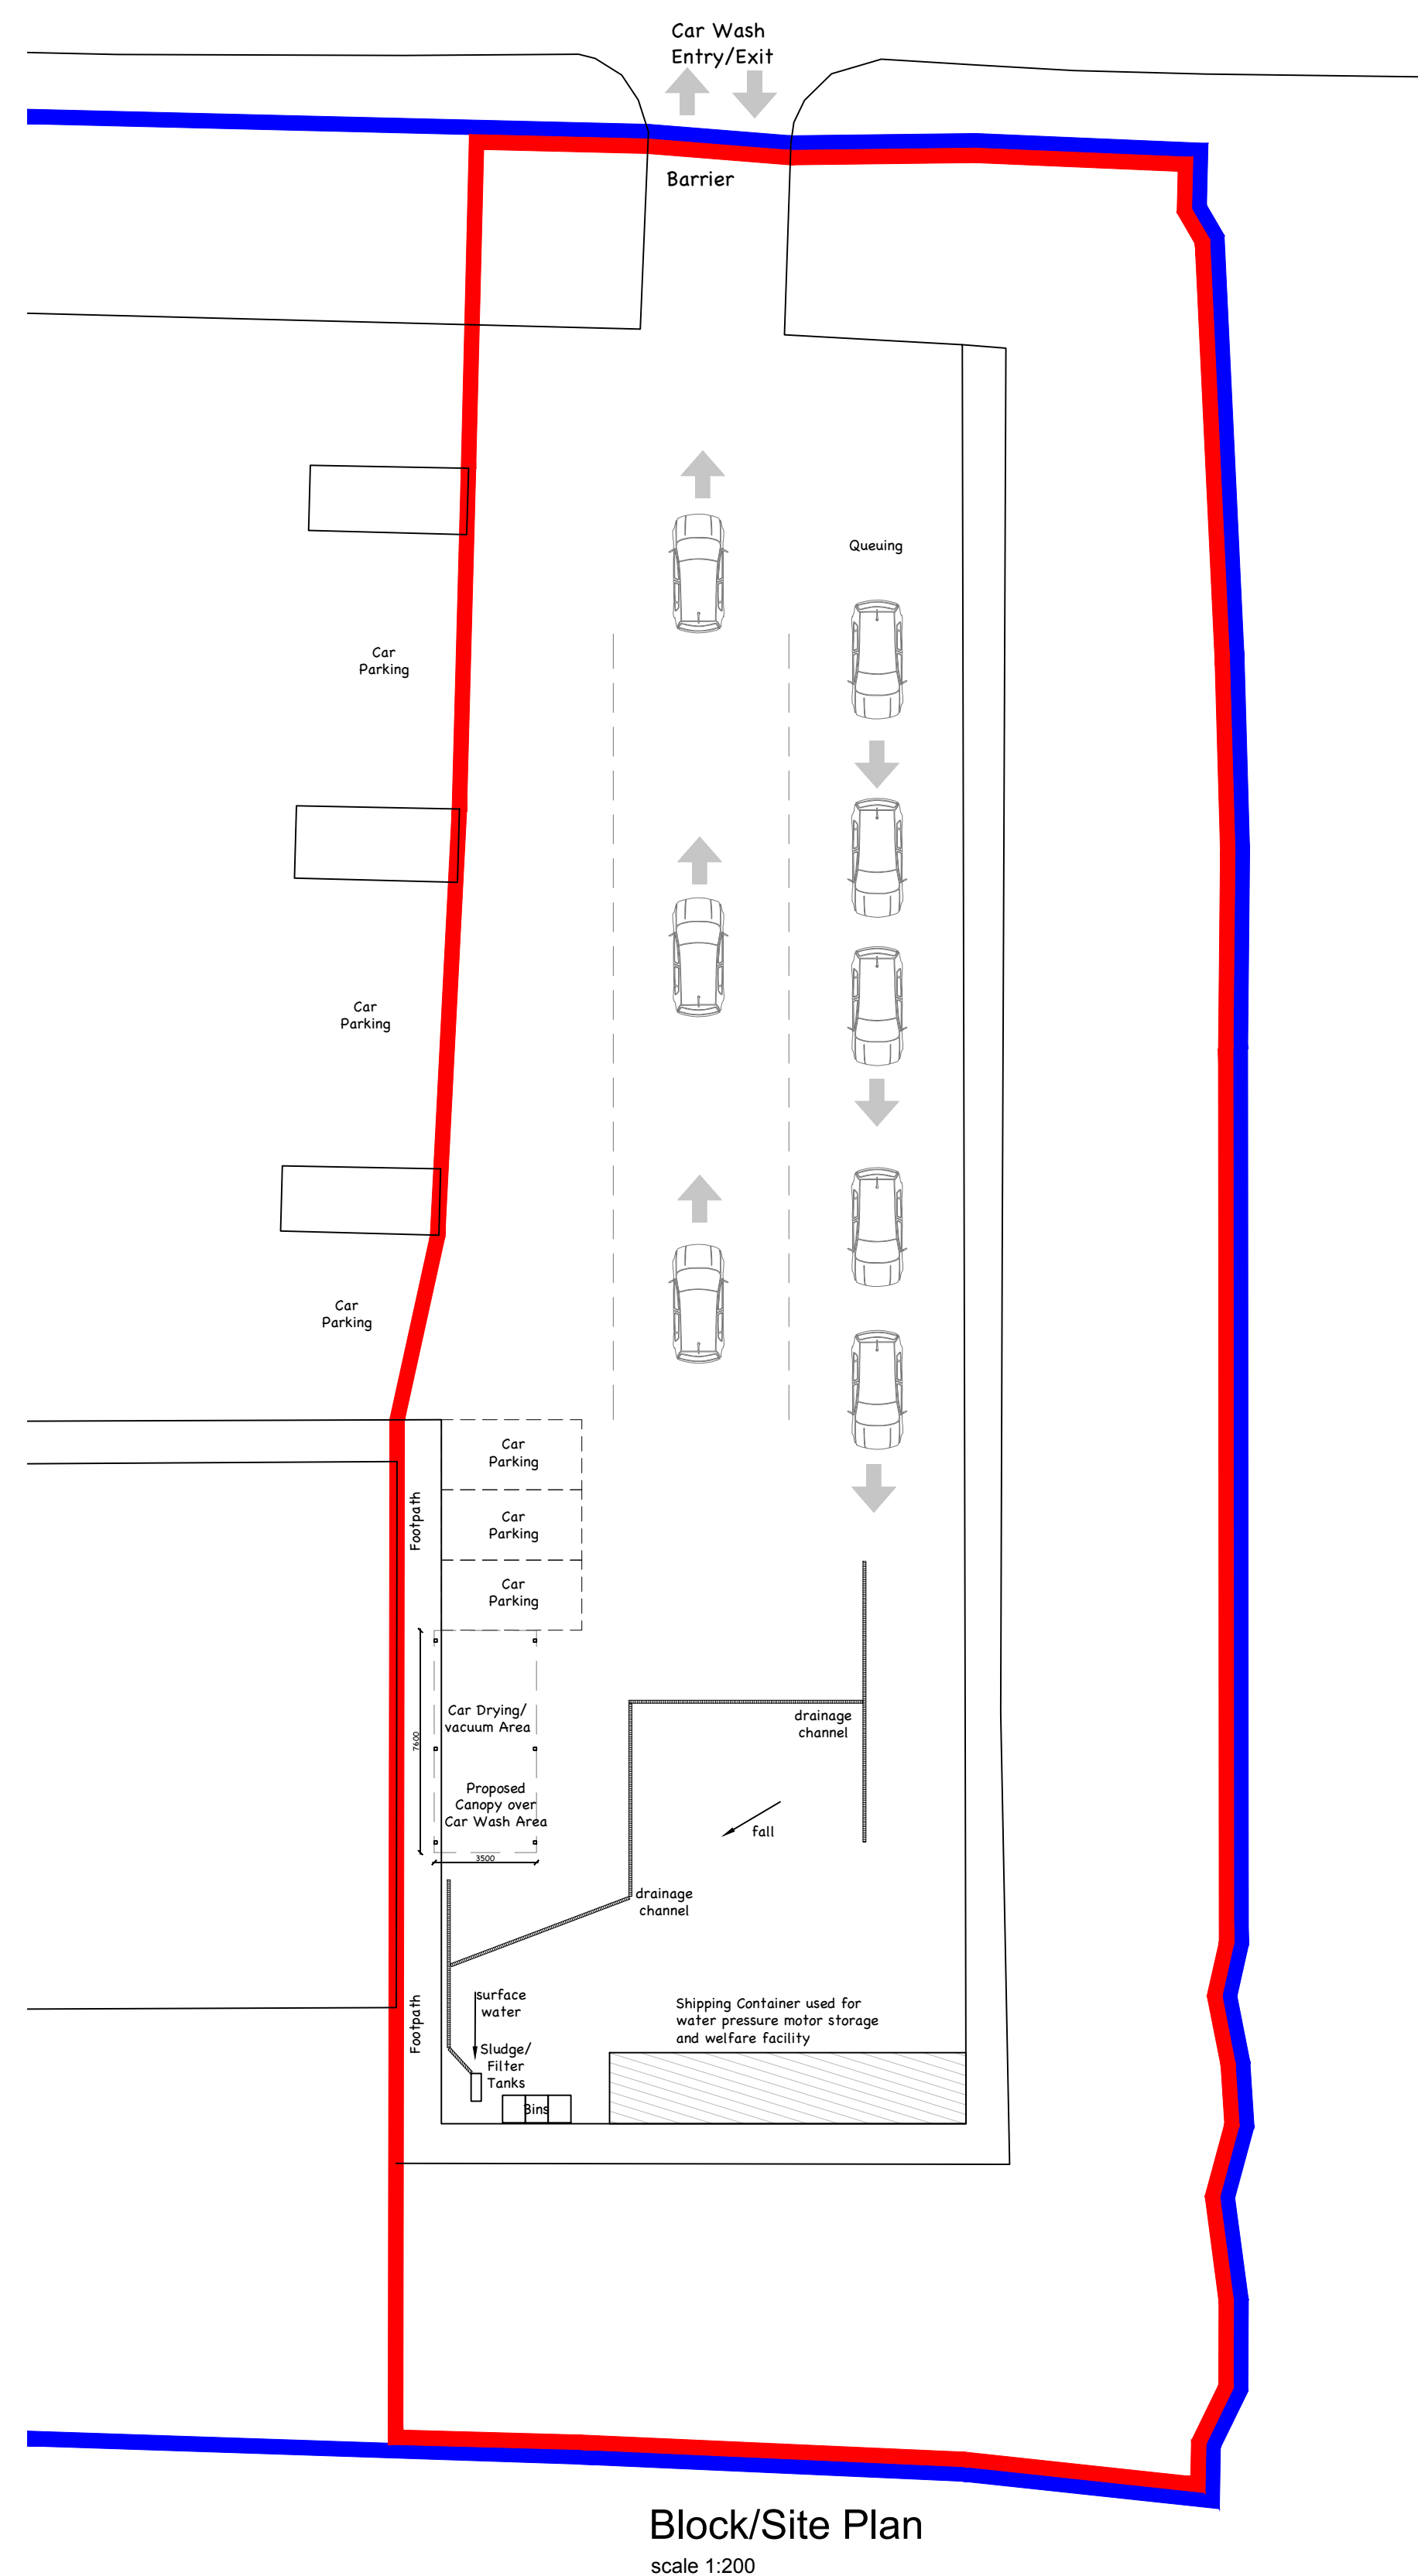 Car Wash
Entry/Exit
Barrier
Queuing
Car
Parking
Car
Parking
Car
Parking
Car
Parking
Footpath
Car
Parking
Car
Parking
Car Drying/
vacuum Area
7600
drainage
channel
Proposed
Canopy over
Car Wash Area
fall
3500
drainage
channel
surface
water
Footpath
Shipping Container used for
water pressure motor storage
and welfare facility
Sludge/
Filter
Tanks
Bins
Block/Site Plan
scale 1:200